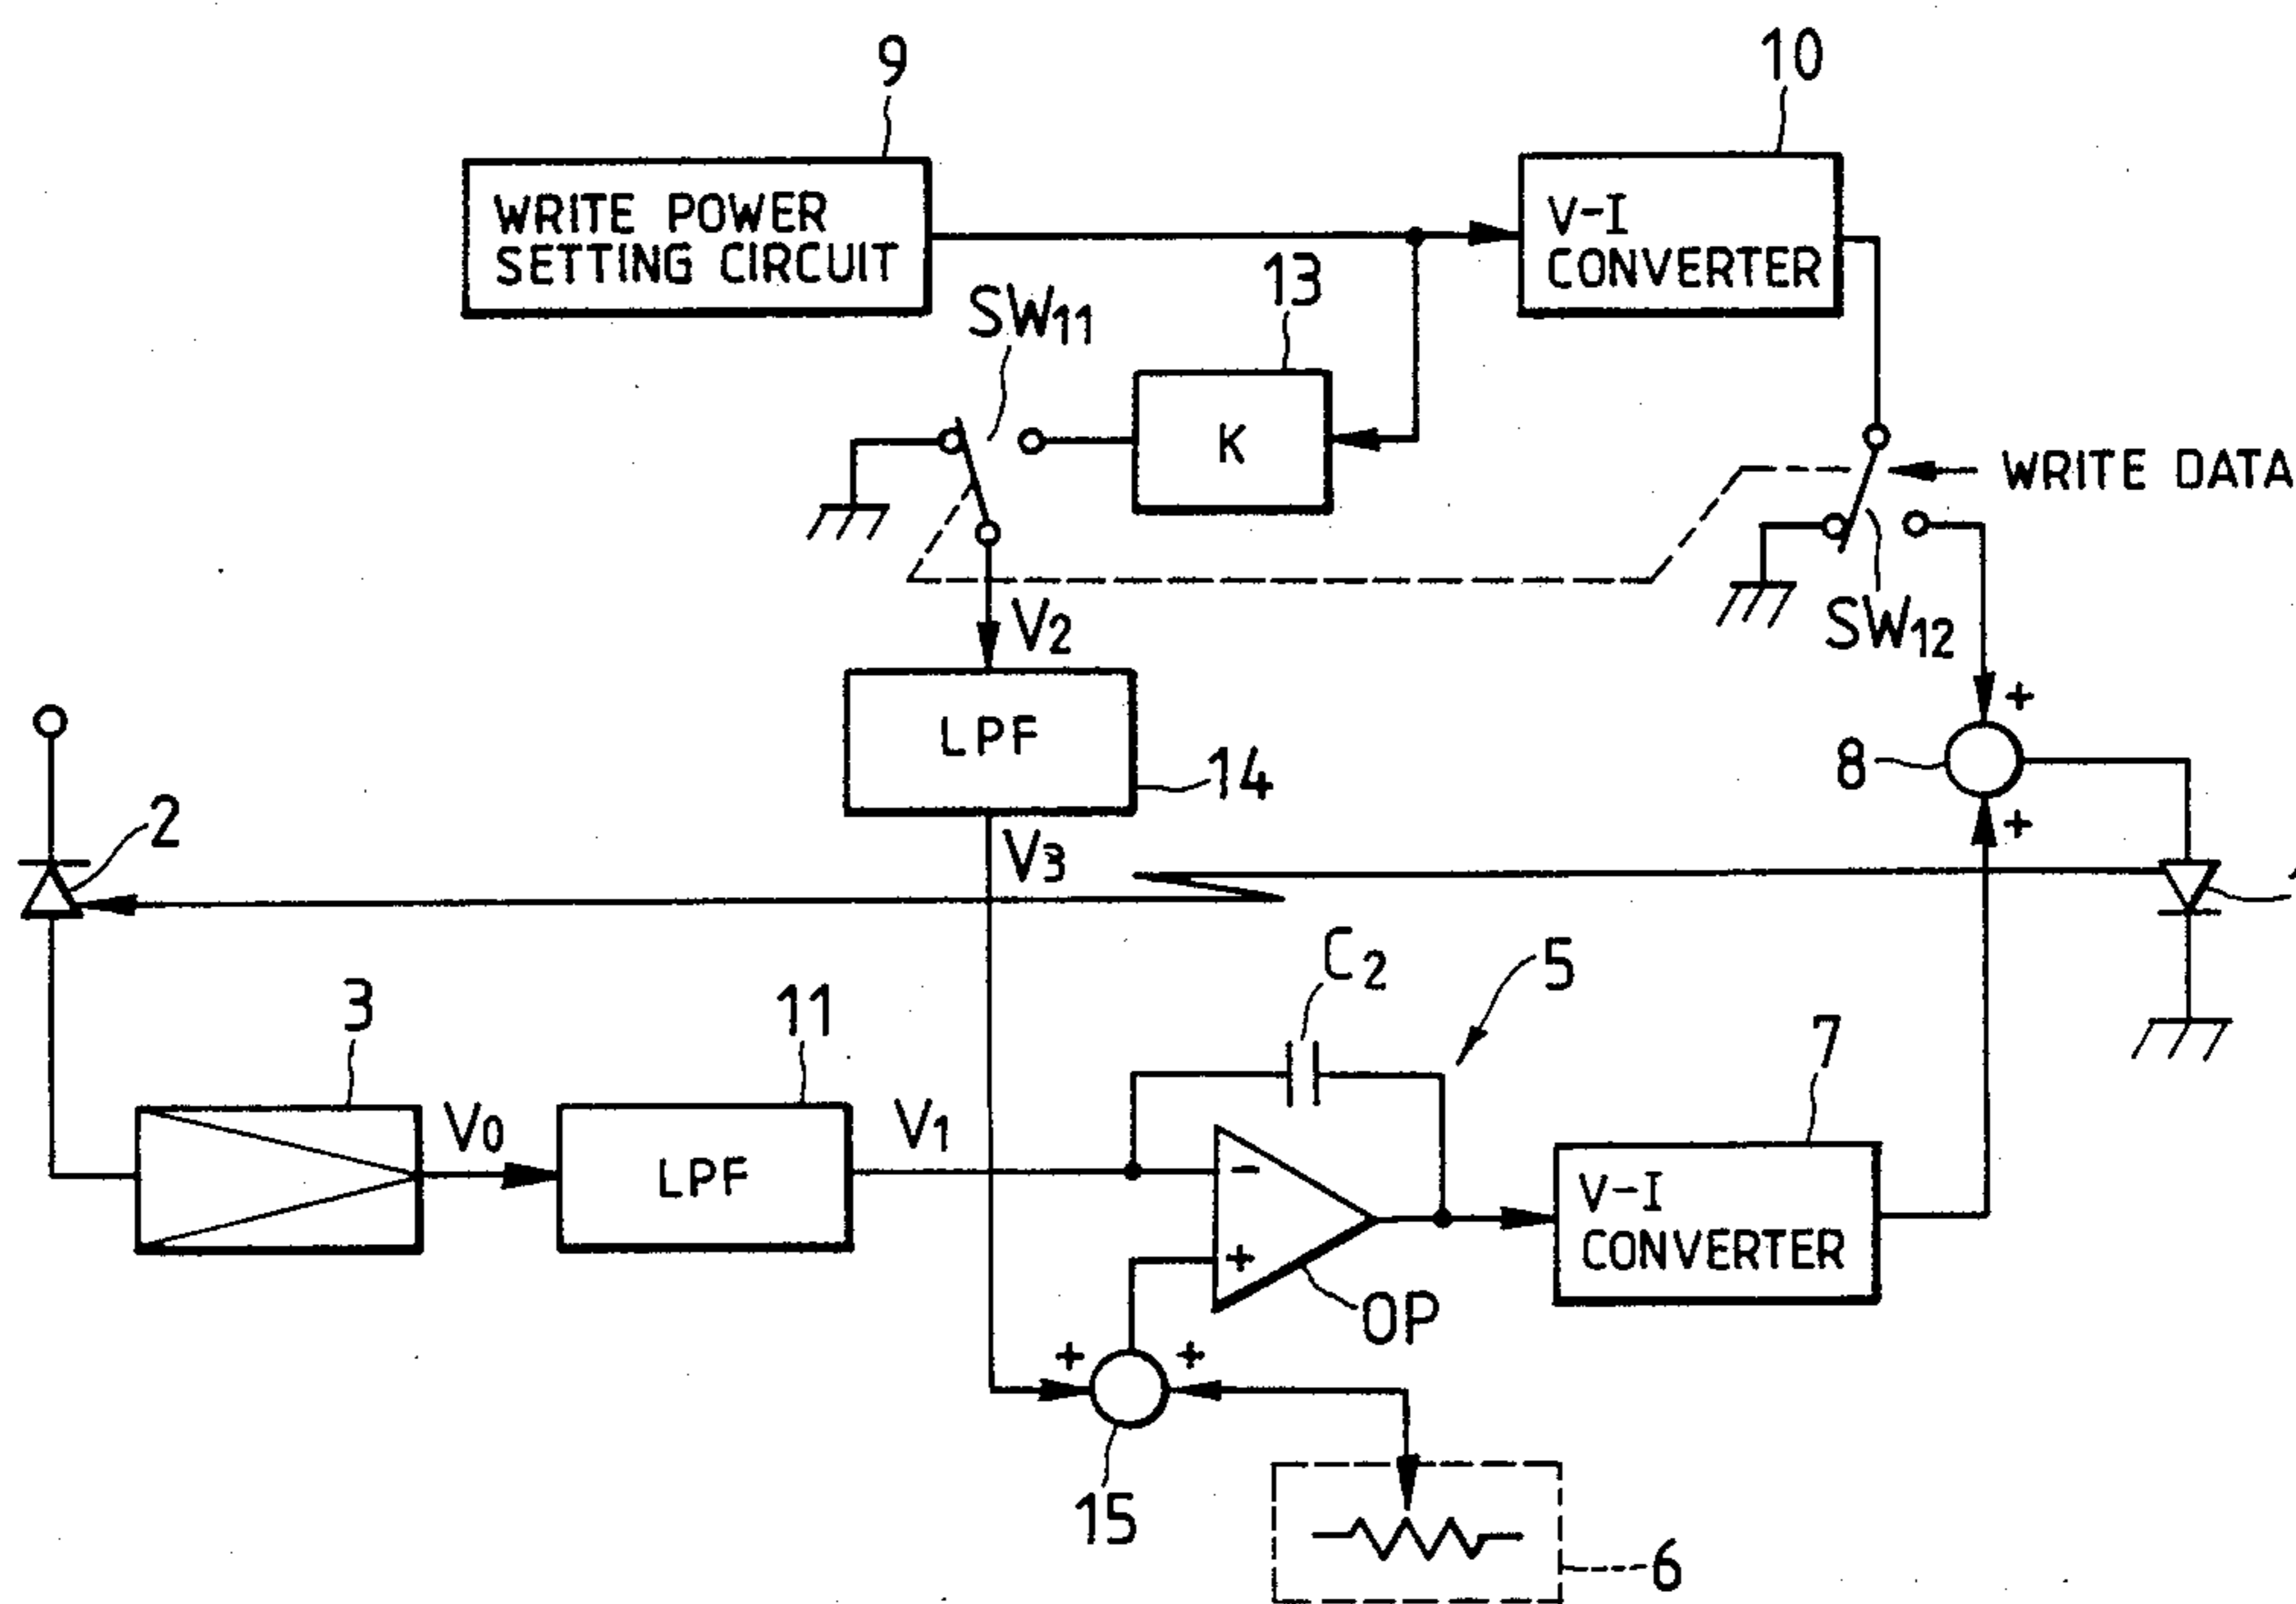 9
10
WRITE POWER
SETTING CIRCUIT
V-I
CONVERTER
13
SW11
K
WRITE DATA
V2
SW12
LPF
14
+
8
+
2
V3
C2
5
3
11
7
V0
V1
LPF
-
+
V-I
CONVERTER
OP
+
+
15
6